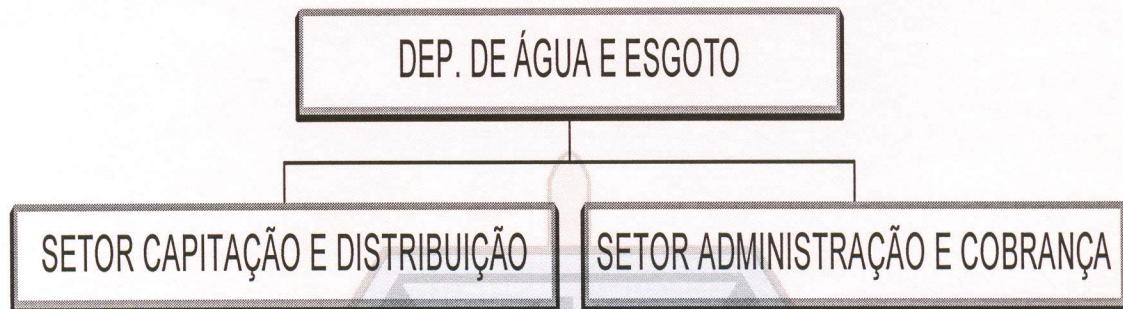 DEP. DE ÁGUA E ESGOTO
SETOR CAPITAÇÃO E DISTRIBUIÇÃO
SETOR ADMINISTRAÇÃO E COBRANÇA